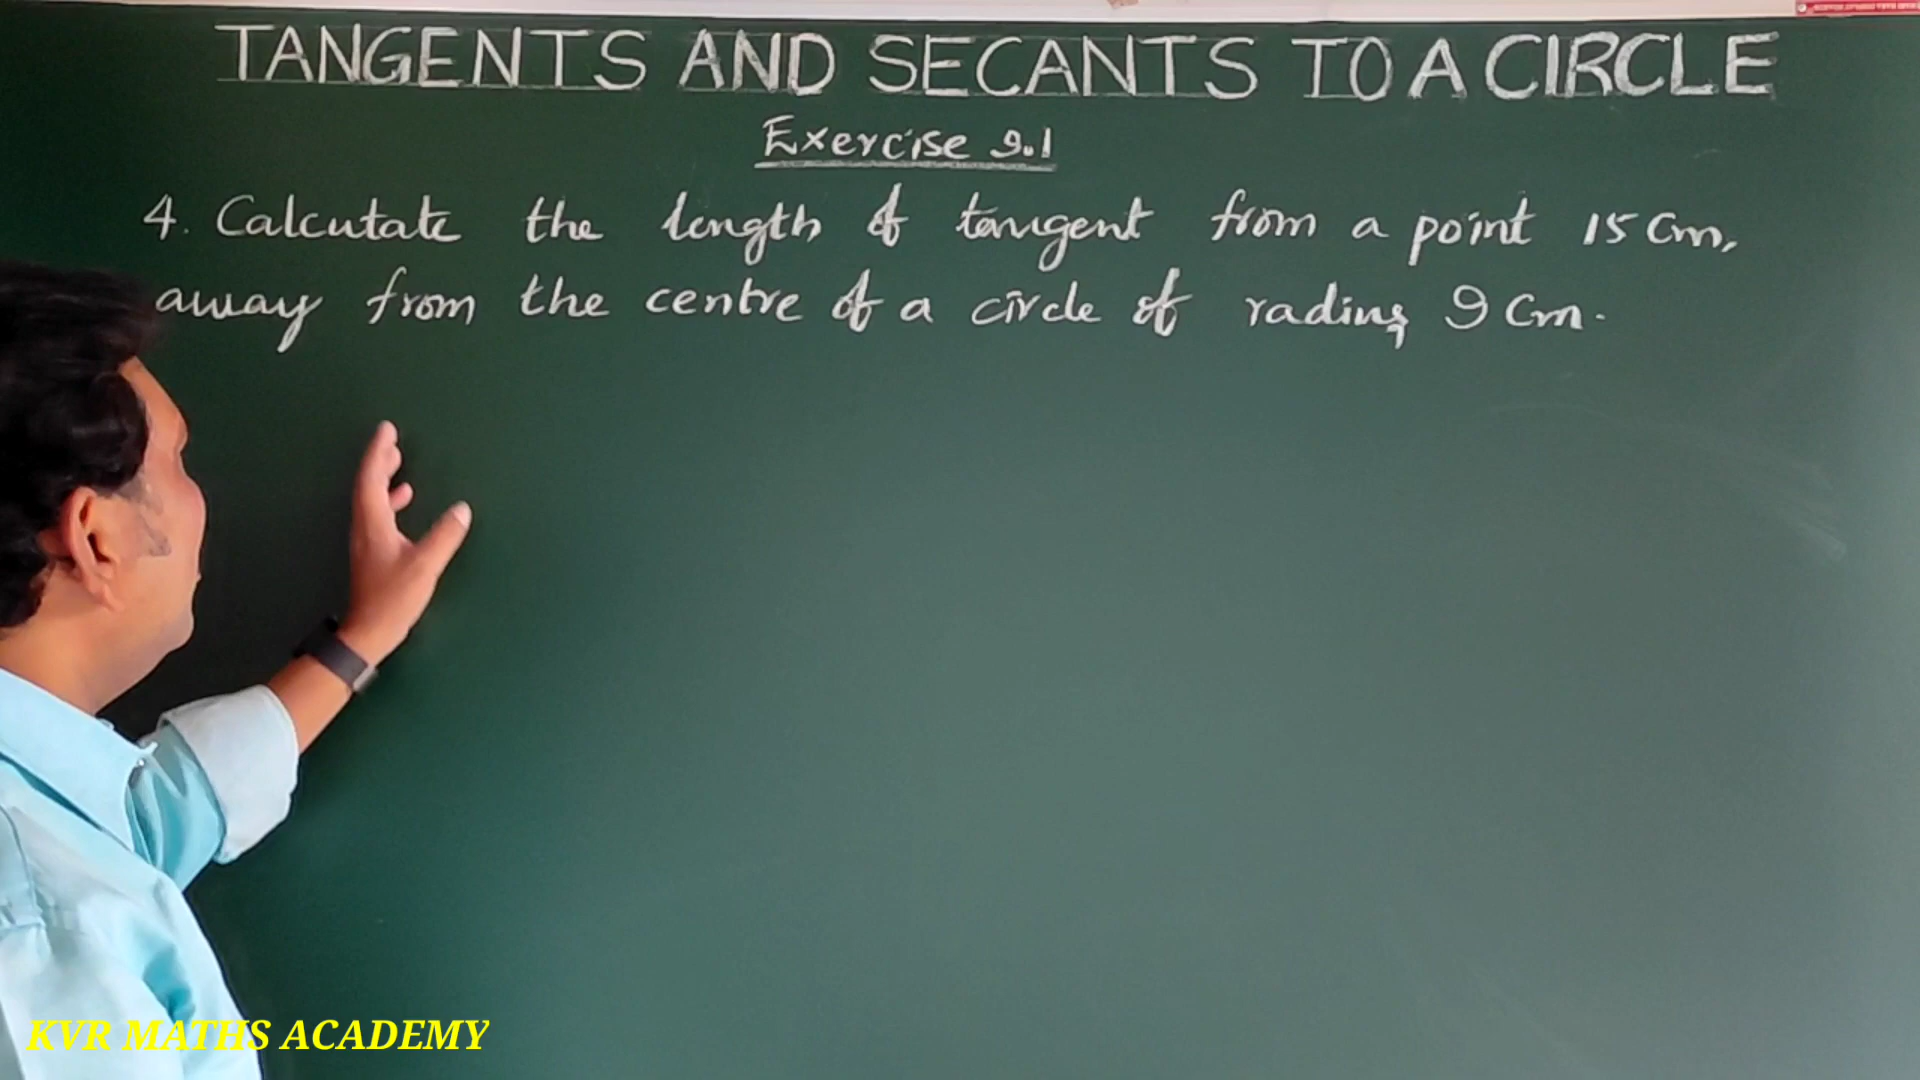 TANGENTS AND SECANTS TO A CIRCLE
Exercise 9.1
4. Calcutate the length of tangent from a point 15 Cm,
away from the centre of a circle of radius 9 Cm.
KVR MATHS ACADEMY